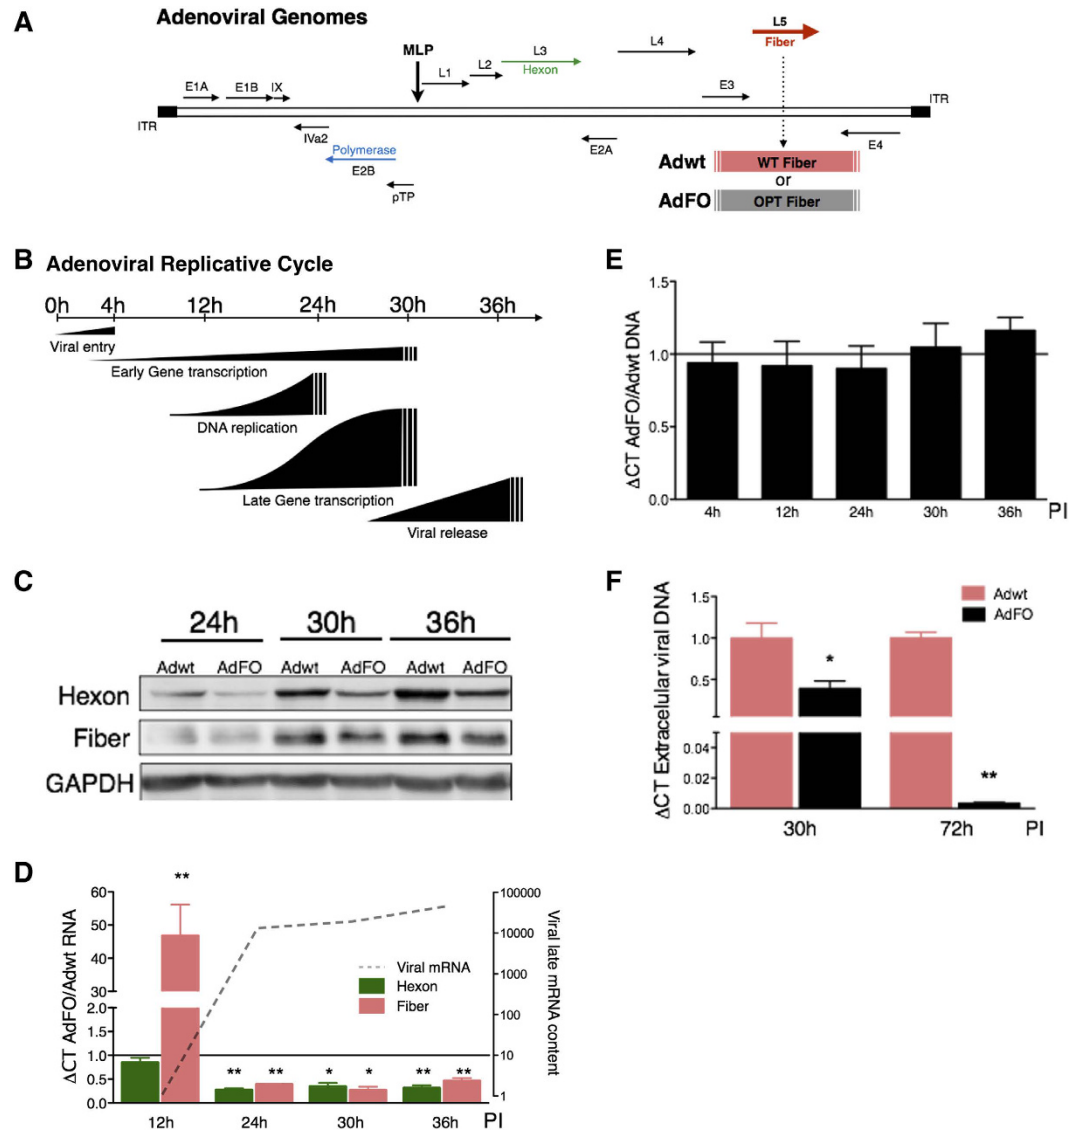 A
Adenoviral Genomes
L5
Fiber
MLP
L4
L3
Hexon
L2
L1
E1A
E1B
IX
E3
ITR
ITR
IVa2
Polymerase
E2B
pTP
E2A
E4
Adwt
WT Fiber
or
AdFO
OPT Fiber
B
Adenoviral Replicative Cycle
0h 4h 12h 24h 30h 36h
Viral entry
Early Gene transcription
DNA replication
Late Gene transcription
Viral release
C
24h 30h 36h
Adwt AdFO Adwt AdFO Adwt AdFO
Hexon
Fiber
GAPDH
D
ΔCT AdFO/Adwt RNA
60
50
40
30
2.0
1.5
1.0
0.5
0.0
**
** ** * * ** **
Viral mRNA
Hexon
Fiber
100000
10000
1000
100
10
1
Viral late mRNA content
12h 24h 30h 36h PI
E
ΔCT AdFO/Adwt DNA
1.5
1.0
0.5
0.0
4h 12h 24h 30h 36h PI
F
ΔCT Extracelular viral DNA
1.5
1.0
0.5
0.04
0.02
0.00
Adwt
AdFO
*
**
30h 72h PI